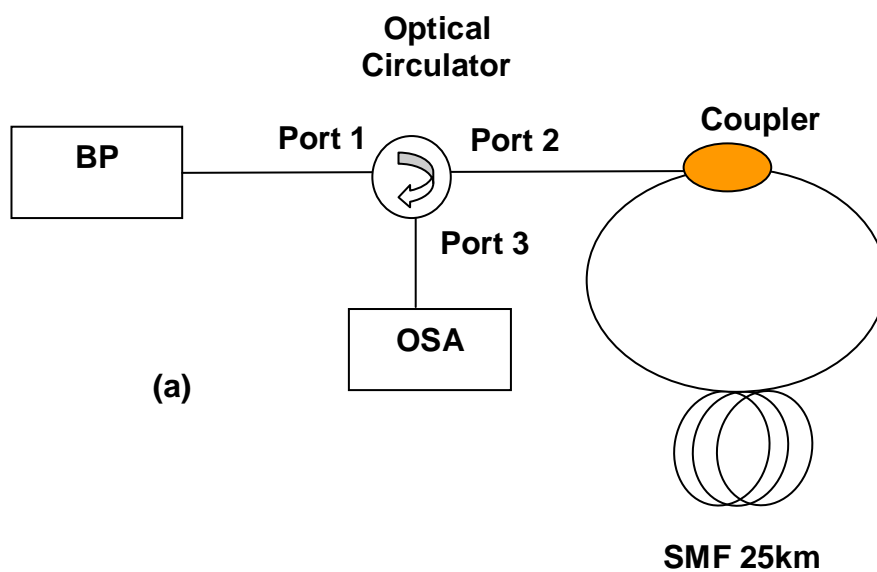 Optical
Circulator
Coupler
Port 1
Port 2
BP
Port 3
OSA
(a)
SMF 25km